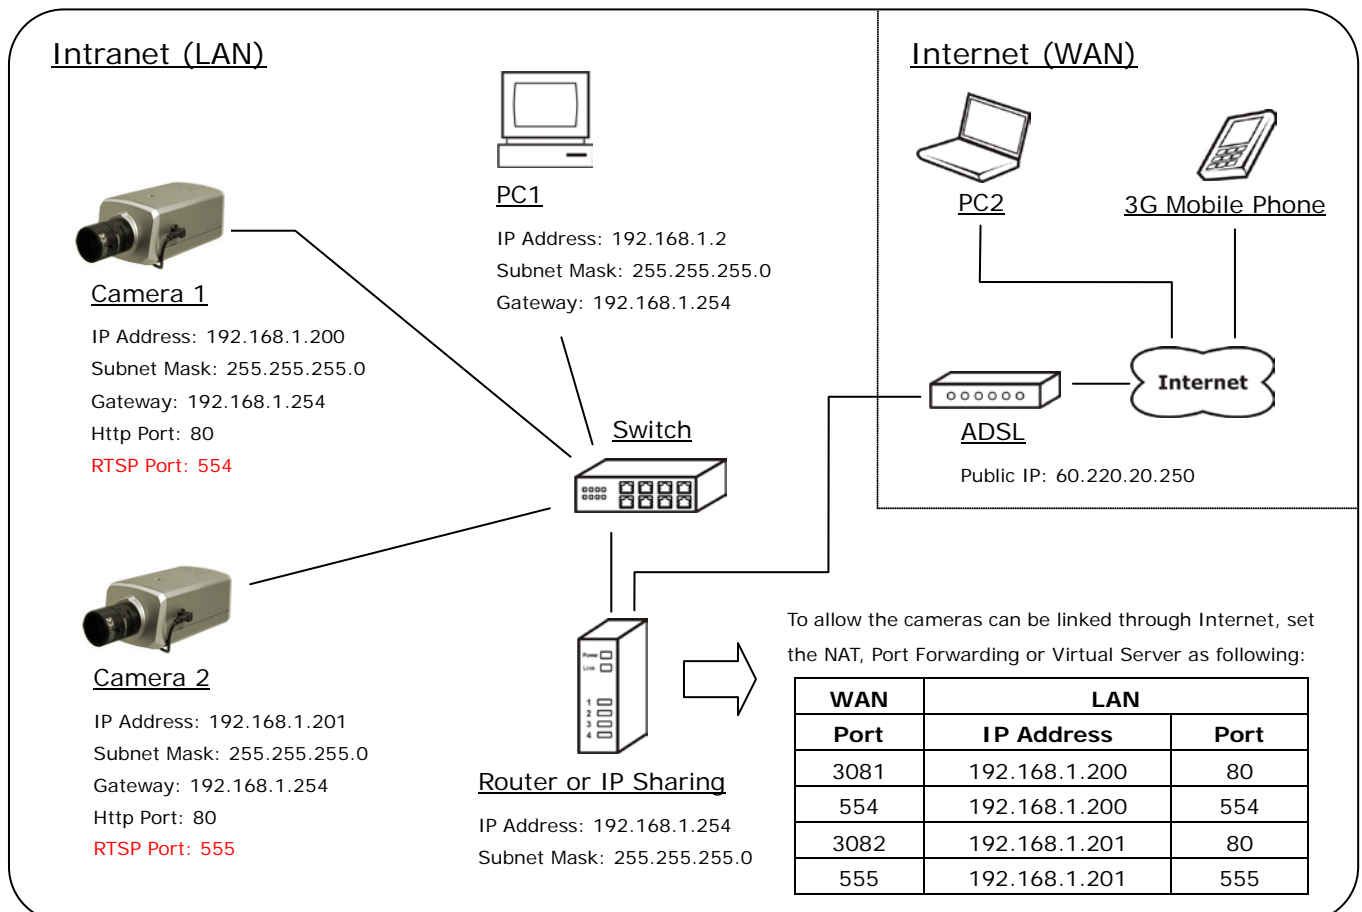 Intranet (LAN)
Internet (WAN)
PC1
IP Address: 192.168.1.2
Subnet Mask: 255.255.255.0
Gateway: 192.168.1.254
PC2
3G Mobile Phone
Camera 1
IP Address: 192.168.1.200
Subnet Mask: 255.255.255.0
Gateway: 192.168.1.254
Http Port: 80
RTSP Port: 554
Internet
ADSL
Public IP: 60.220.20.250
Switch
Camera 2
IP Address: 192.168.1.201
Subnet Mask: 255.255.255.0
Gateway: 192.168.1.254
Http Port: 80
RTSP Port: 555
Power
Link
1
2
3
4
Router or IP Sharing
IP Address: 192.168.1.254
Subnet Mask: 255.255.255.0
To allow the cameras can be linked through Internet, set
the NAT, Port Forwarding or Virtual Server as following:
WAN LAN
Port IP Address Port
3081 192.168.1.200 80
554 192.168.1.200 554
3082 192.168.1.201 80
555 192.168.1.201 555